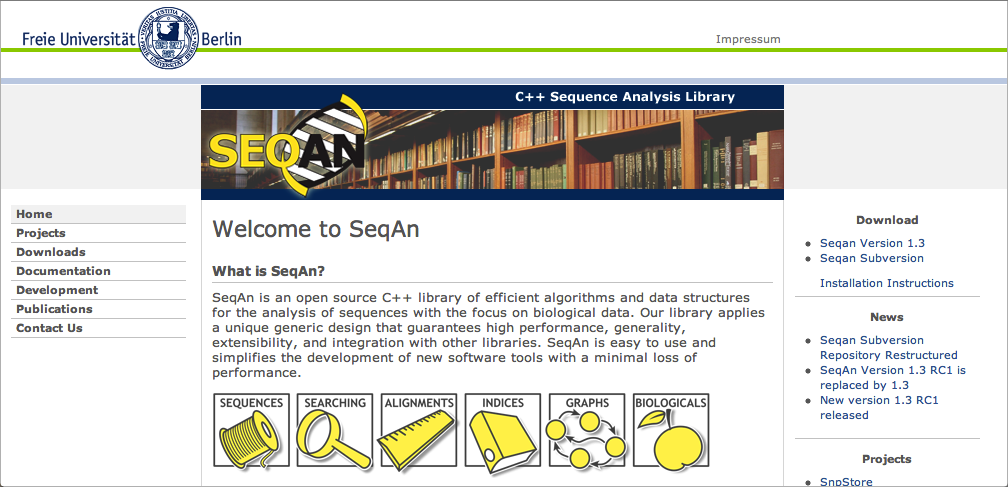 Freie Universität Berlin
Impressum
C++ Sequence Analysis Library
SEQAN
Home
Projects
Downloads
Documentation
Development
Publications
Contact Us
Welcome to SeqAn
What is SeqAn?
SeqAn is an open source C++ library of efficient algorithms and data structures
for the analysis of sequences with the focus on biological data. Our library applies
a unique generic design that guarantees high performance, generality,
extensibility, and integration with other libraries. SeqAn is easy to use and
simplifies the development of new software tools with a minimal loss of
performance.
SEQUENCES SEARCHING ALIGNMENTS INDICES GRAPHS BIOLOGICALS
Download
Seqan Version 1.3
Seqan Subversion
Installation Instructions
News
Seqan Subversion
Repository Restructured
SeqAn Version 1.3 RC1 is
replaced by 1.3
New version 1.3 RC1
released
Projects
SnpStore